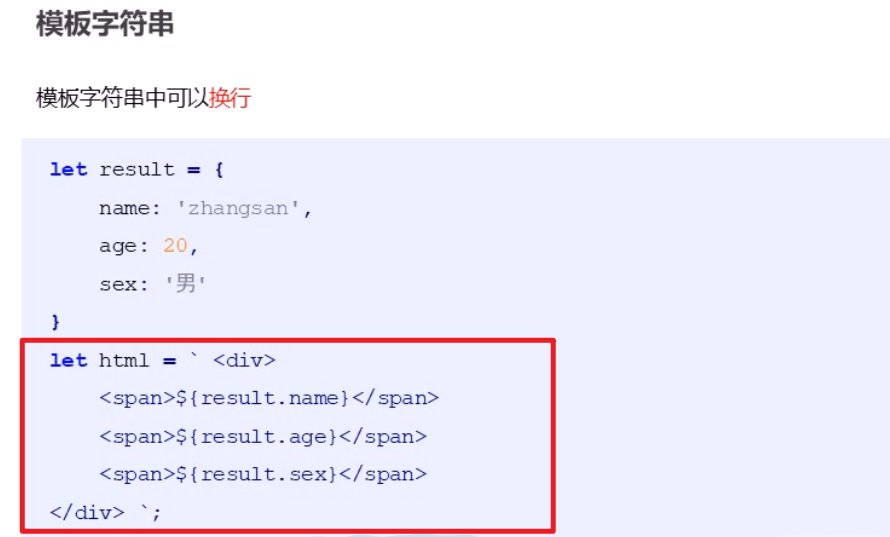 模板字符串
模板字符串中可以换行
let result = {
    name: 'zhangsan',
    age: 20,
    sex: '男'
}
let html = ` <div>
    <span>${result.name}</span>
    <span>${result.age}</span>
    <span>${result.sex}</span>
</div> `;